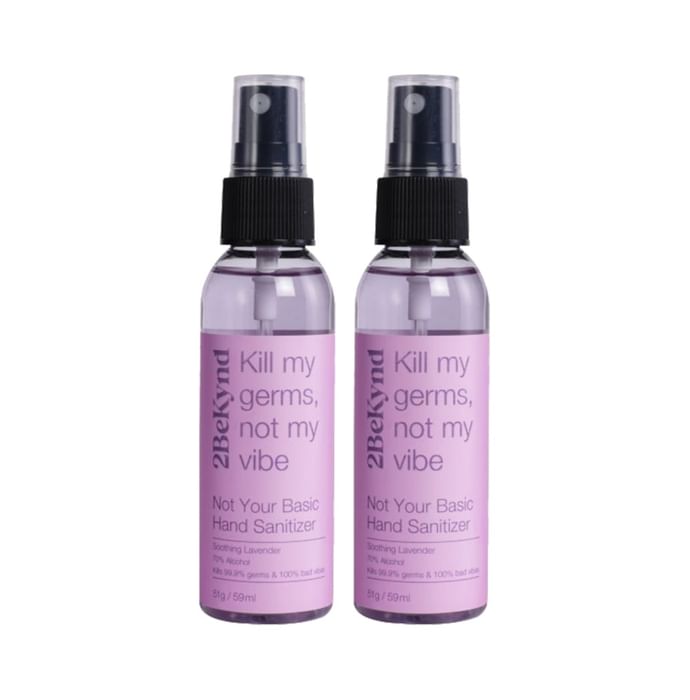 2BeKynd
Kill my
germs,
not my
vibe
Not Your Basic
Hand Sanitizer
Soothing Lavender
70% Alcohol
Kills 99.9% germs & 100% bad vibes
51g / 59ml
2BeKynd
Kill my
germs,
not my
vibe
Not Your Basic
Hand Sanitizer
Soothing Lavender
70% Alcohol
Kills 99.9% germs & 100% bad vibes
51g / 59ml